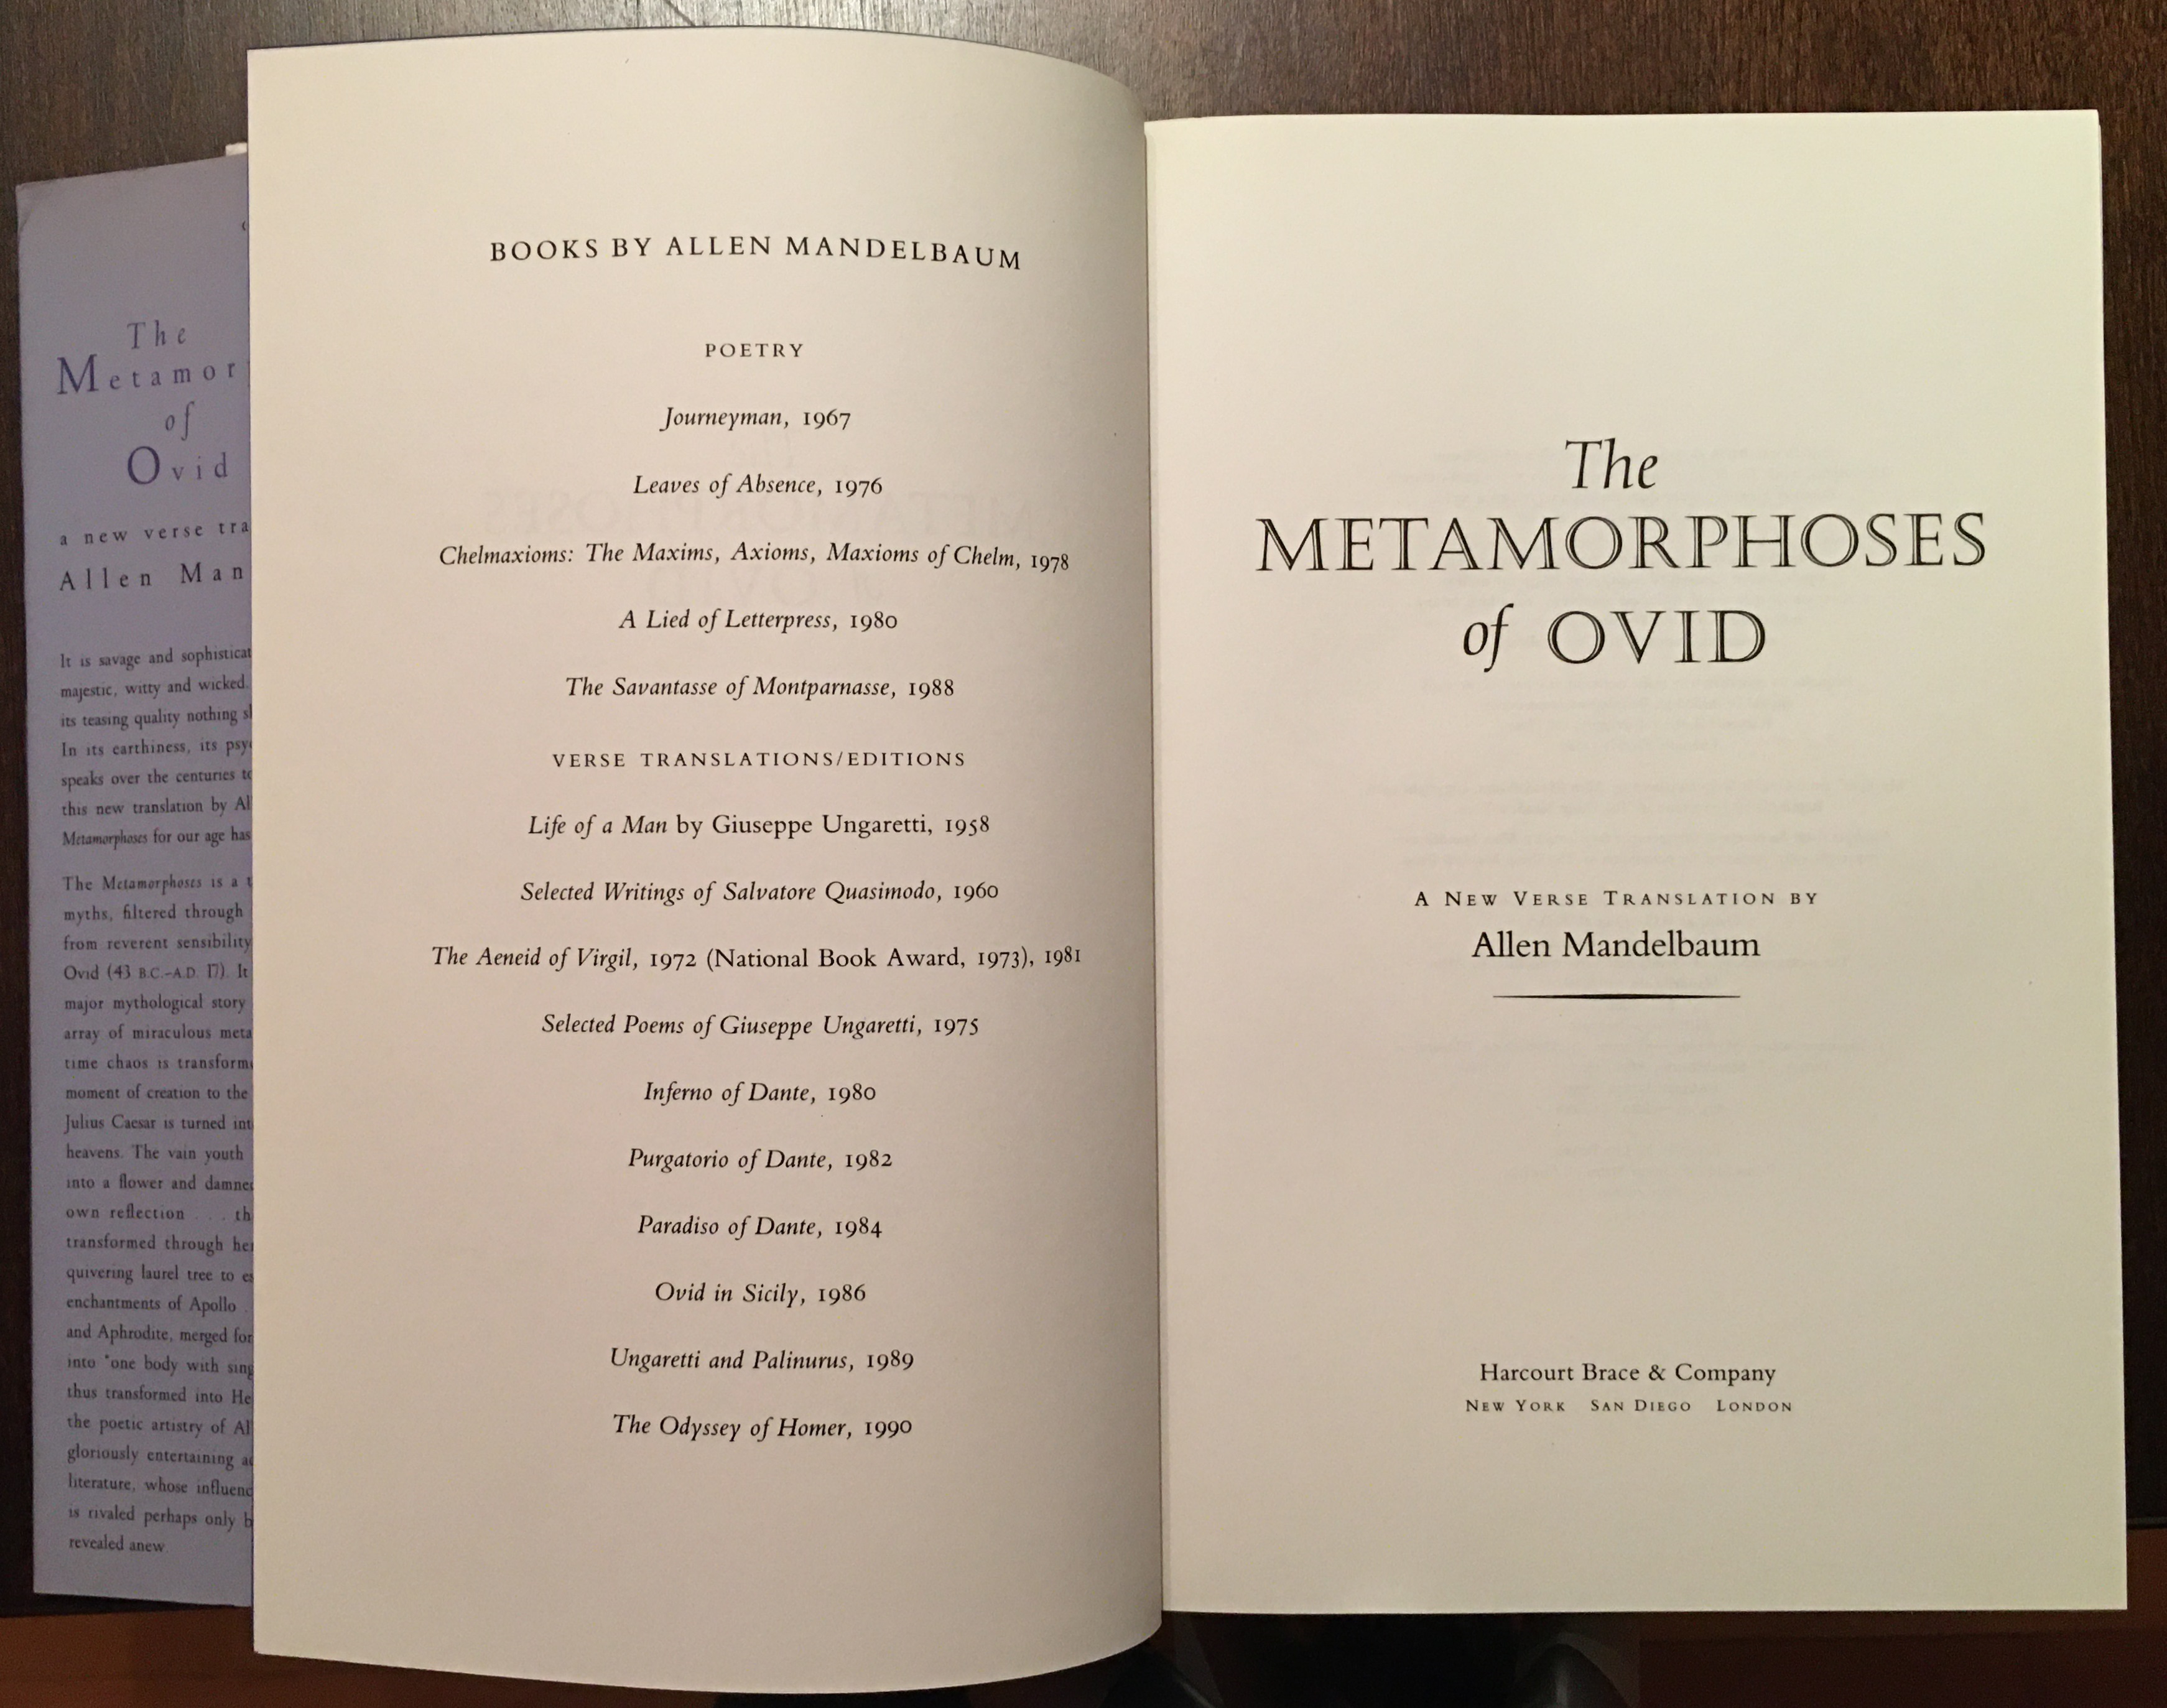 The
Metamor
of
Ovid
a new verse tra
Allen Man
It is savage and sophisticat
majestic, witty and wicked.
its teasing quality nothing
In its earthiness, its
speaks over the centuries
this new translation by
Metamorphoses for our age has
The Metamorphoses is a
myths, filtered through
from reverent sensibility
Ovid (43 B.C.–A.D. 17). It
major mythological story
array of miraculous meta
time chaos is transform
moment of creation to the
Julius Caesar is turned int
heavens. The vain youth
into a flower and damne
own reflection . . . th
transformed through
quivering laurel tree to
enchantments of Apollo .
and Aphrodite, merged for
into "one body with sing
thus transformed into He
the poetic artistry of Al
gloriously entertaining
literature, whose influenc
is rivaled perhaps only
revealed anew
BOOKS BY ALLEN MANDELBAUM
POETRY
Journeyman, 1967
Leaves of Absence, 1976
Chelmaxioms: The Maxims, Axioms, Maxioms of Chelm, 1978
A Lied of Letterpress, 1980
The Savantasse of Montparnasse, 1988
VERSE TRANSLATIONS/EDITIONS
Life of a Man by Giuseppe Ungaretti, 1958
Selected Writings of Salvatore Quasimodo, 1960
The Aeneid of Virgil, 1972 (National Book Award, 1973), 1981
Selected Poems of Giuseppe Ungaretti, 1975
Inferno of Dante, 1980
Purgatorio of Dante, 1982
Paradiso of Dante, 1984
Ovid in Sicily, 1986
Ungaretti and Palinurus, 1989
The Odyssey of Homer, 1990
The
METAMORPHOSES
of OVID
A NEW VERSE TRANSLATION BY
Allen Mandelbaum
Harcourt Brace & Company
NEW YORK SAN DIEGO LONDON